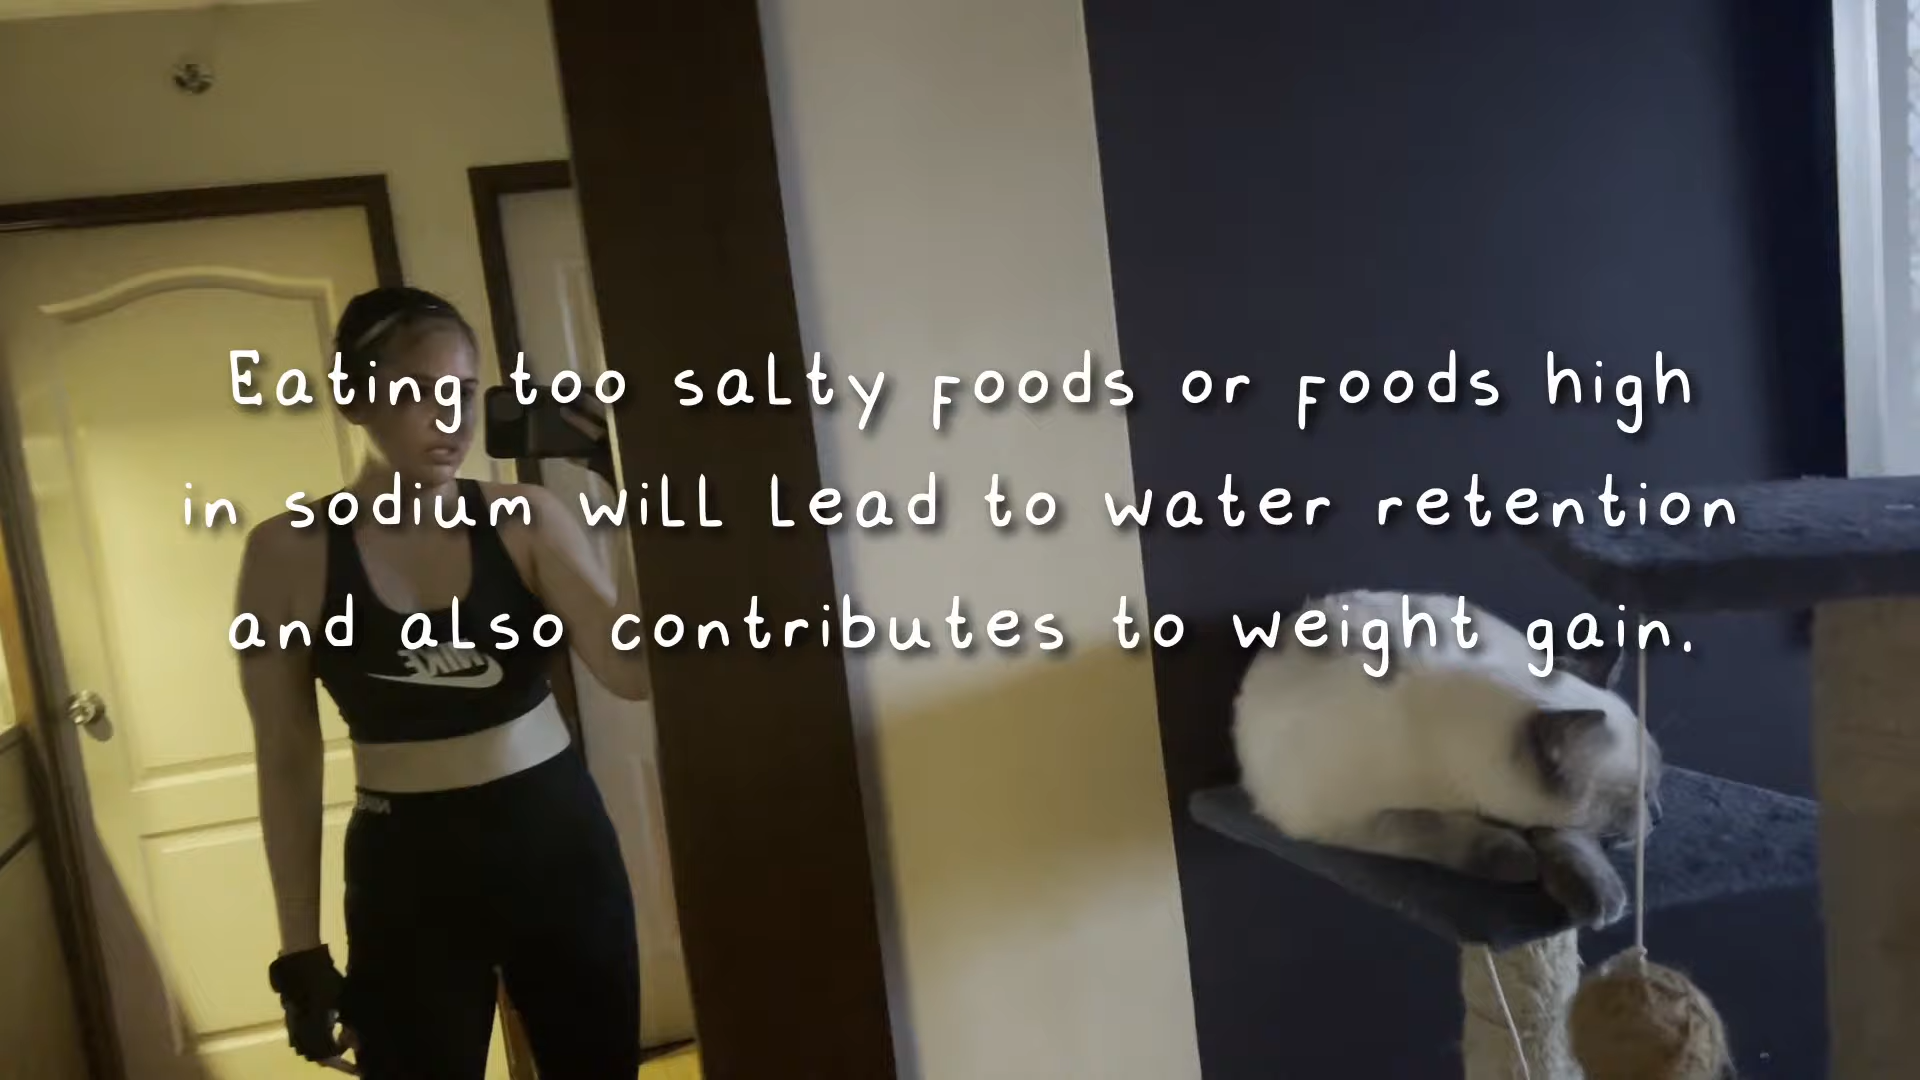 Eating too salty foods or foods high
in sodium will lead to water retention
and also contributes to weight gain.
NIKE